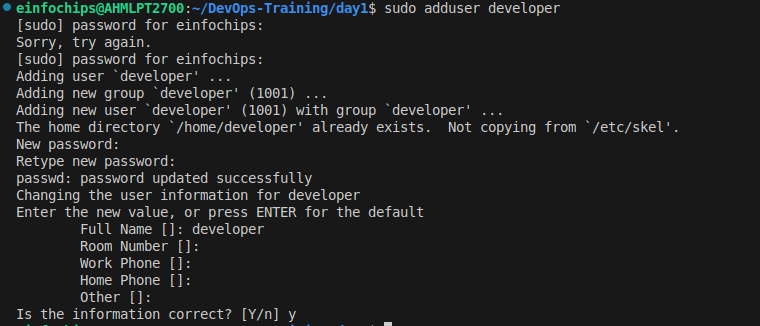 einfochips@AHMLPT2700:~/DevOps-Training/day1$ sudo adduser developer
[sudo] password for einfochips:
Sorry, try again.
[sudo] password for einfochips:
Adding user `developer' ...
Adding new group `developer' (1001) ...
Adding new user `developer' (1001) with group `developer' ...
The home directory `/home/developer' already exists.  Not copying from `/etc/skel'.
New password:
Retype new password:
passwd: password updated successfully
Changing the user information for developer
Enter the new value, or press ENTER for the default
        Full Name []: developer
        Room Number []:
        Work Phone []:
        Home Phone []:
        Other []:
Is the information correct? [Y/n] y